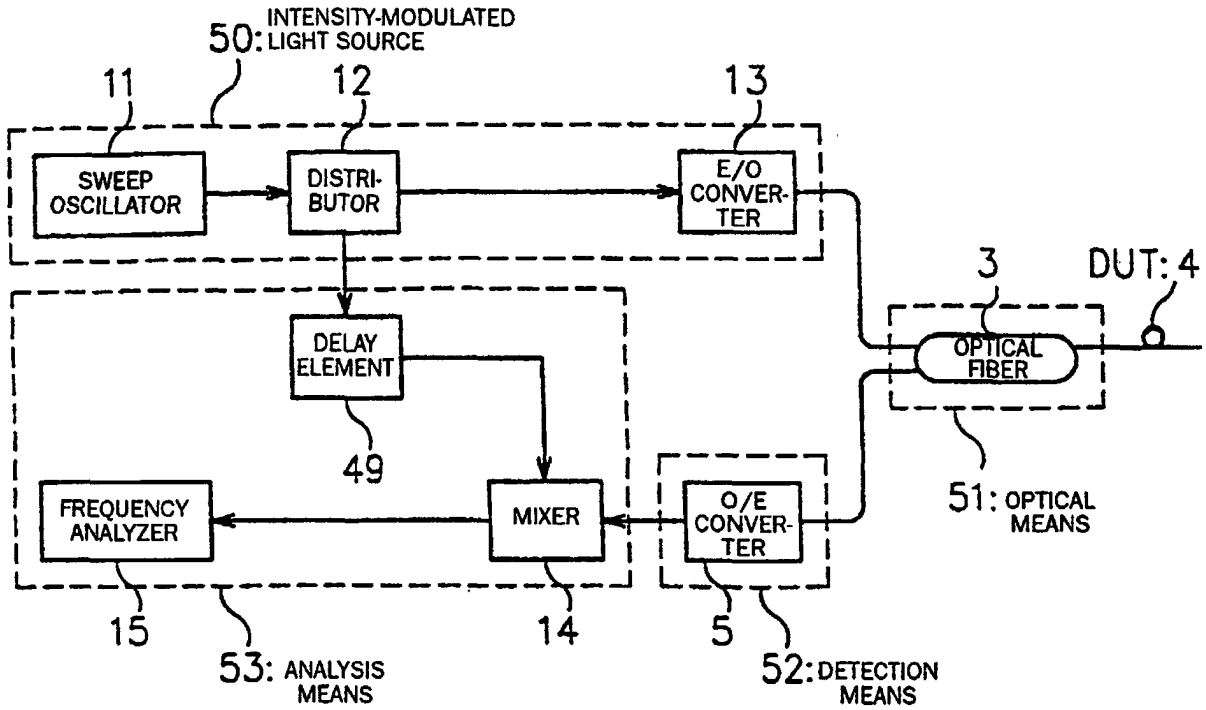 50: INTENSITY-MODULATED
LIGHT SOURCE
11
12
13
SWEEP
OSCILLATOR
DISTRI-
BUTOR
E/O
CONVER-
TER
3
DUT: 4
DELAY
ELEMENT
OPTICAL
FIBER
49
51: OPTICAL
MEANS
FREQUENCY
ANALYZER
MIXER
O/E
CONVER-
TER
15
14
5
53: ANALYSIS
MEANS
52: DETECTION
MEANS